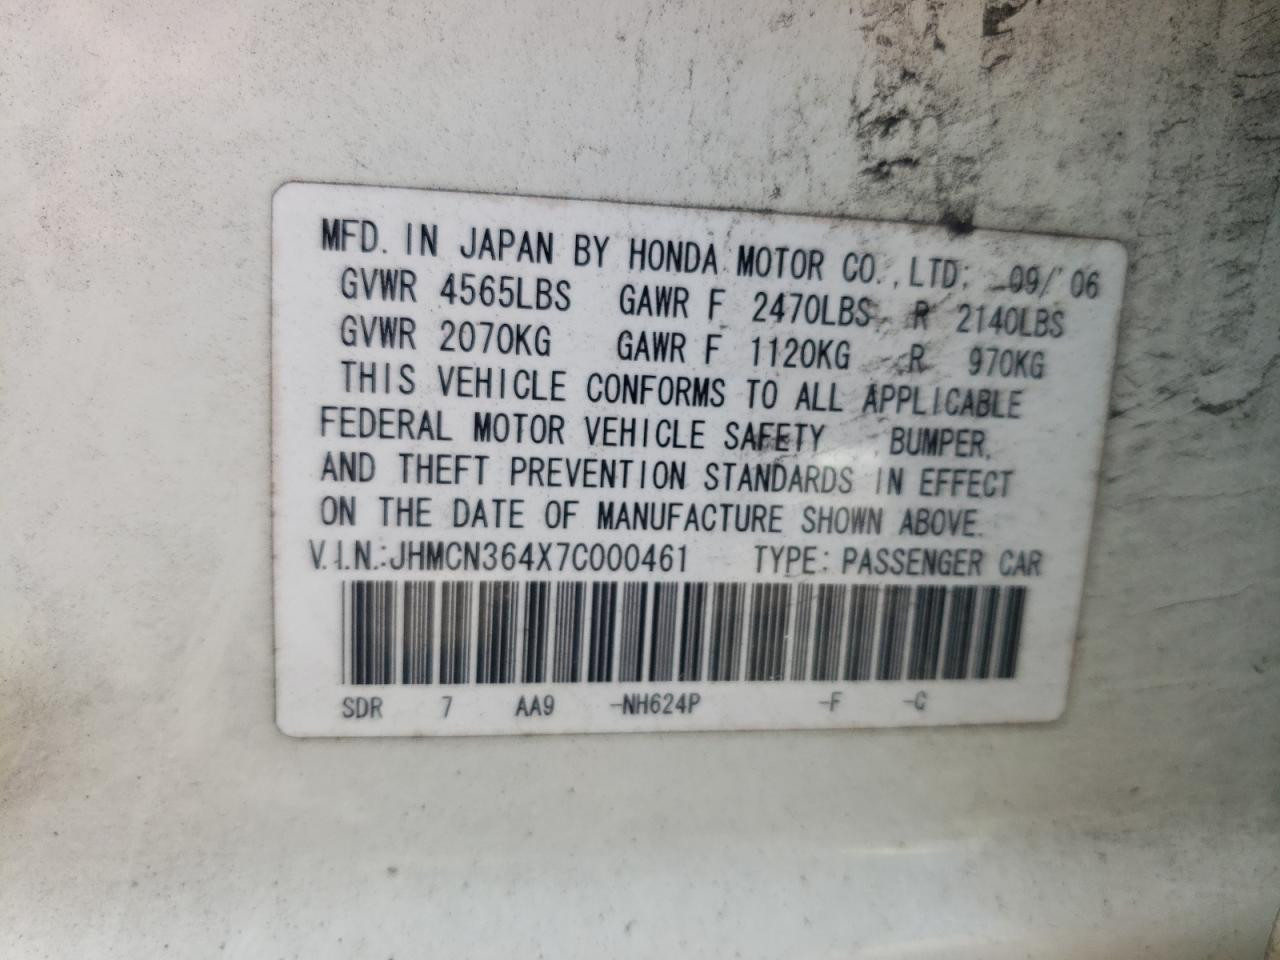 MFD. IN JAPAN BY HONDA MOTOR CO., LTD; 09/'06
GVWR 4565LBS GAWR F 2470LBS R 2140LBS
GVWR 2070KG GAWR F 1120KG R 970KG
THIS VEHICLE CONFORMS TO ALL APPLICABLE
FEDERAL MOTOR VEHICLE SAFETY , BUMPER,
AND THEFT PREVENTION STANDARDS IN EFFECT
ON THE DATE OF MANUFACTURE SHOWN ABOVE.
V.I.N.:JHMCN364X7C000461 TYPE: PASSENGER CAR
SDR 7 AA9 -NH624P -F -C